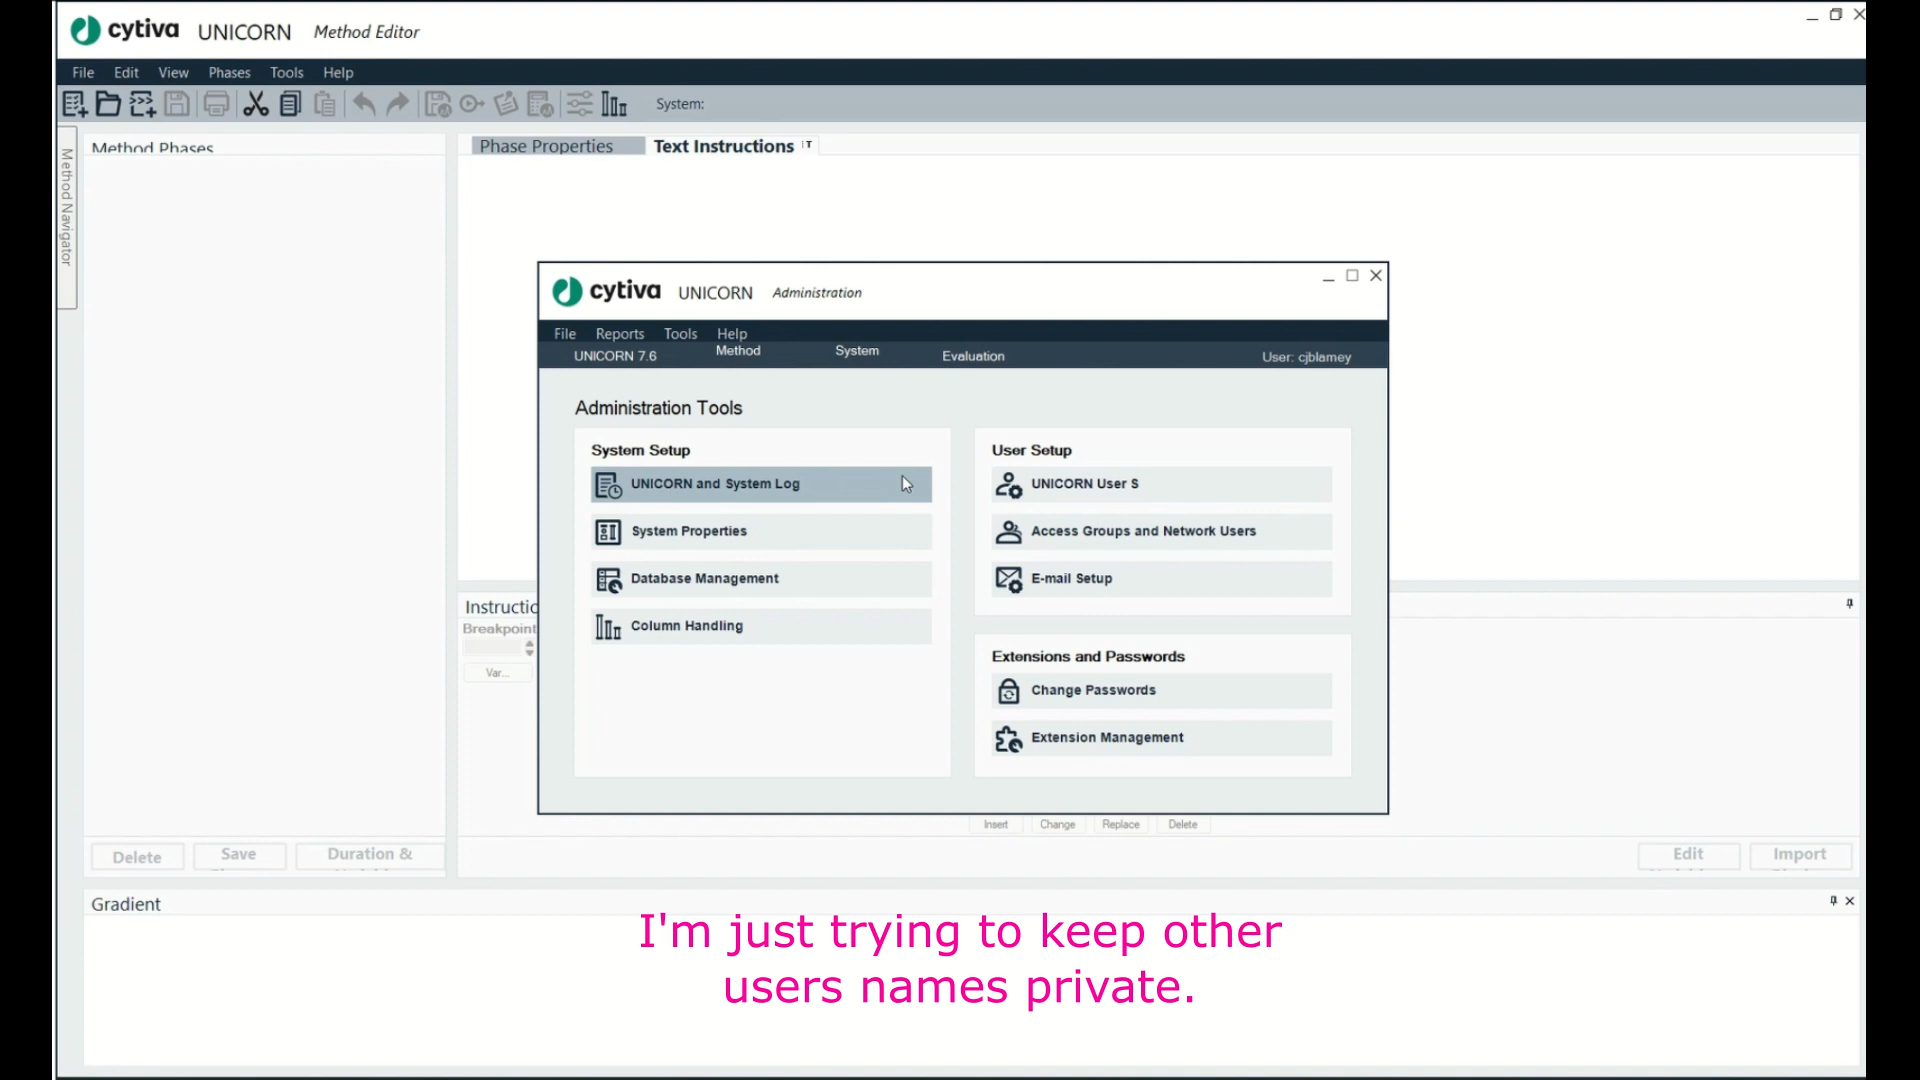 cytiva UNICORN Method Editor
File Edit View Phases Tools Help
System:
Method Navigator
Method Phases
Phase Properties Text Instructions
cytiva UNICORN Administration
File Reports Tools Help
UNICORN 7.6 Method System Evaluation User: cjblamey
Administration Tools
System Setup
UNICORN and System Log
System Properties
Database Management
Column Handling
User Setup
UNICORN User S
Access Groups and Network Users
E-mail Setup
Extensions and Passwords
Change Passwords
Extension Management
Breakpoint
Var...
Insert Change Replace Delete
Delete Save Duration &
Edit Import
Gradient
I'm just trying to keep other
users names private.